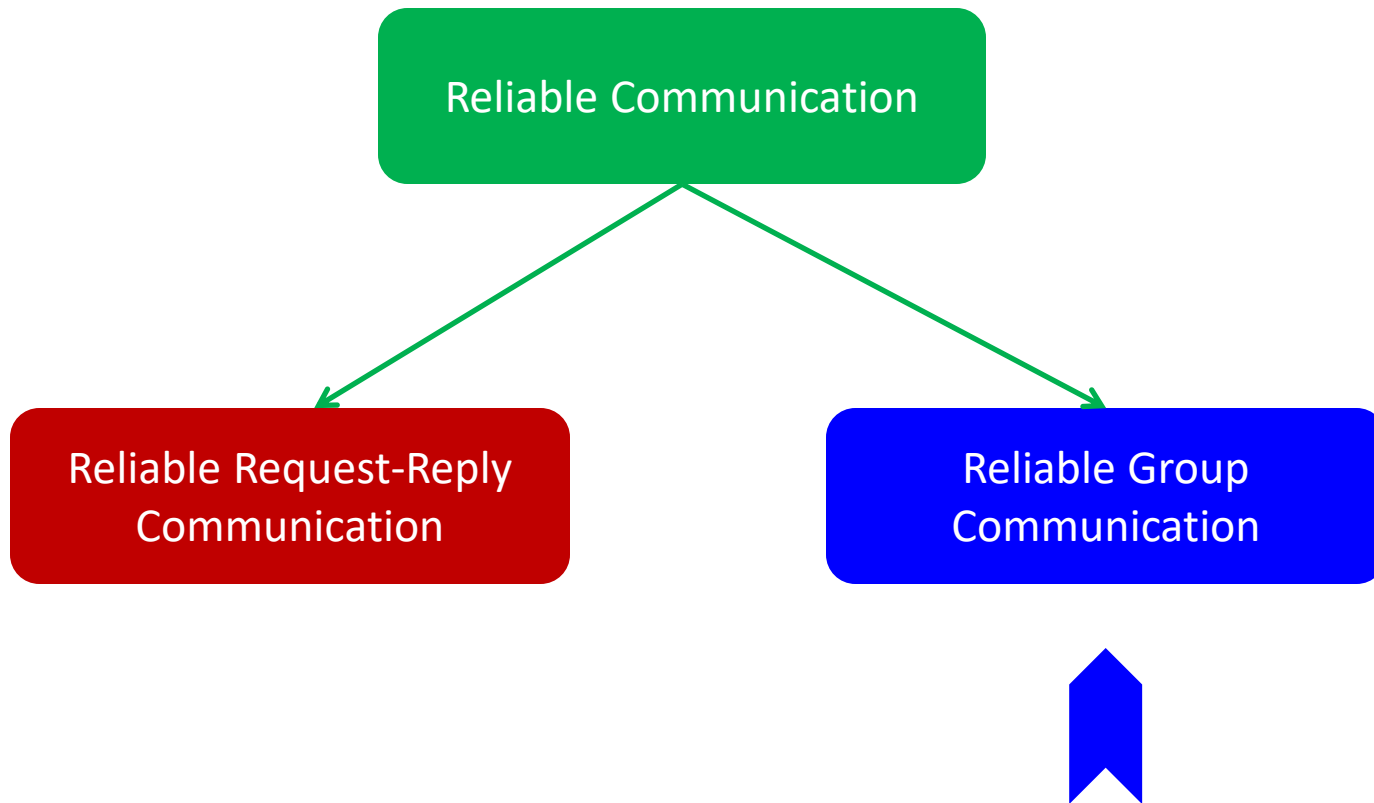 Reliable Communication
Reliable Request-Reply
Communication
Reliable Group
Communication